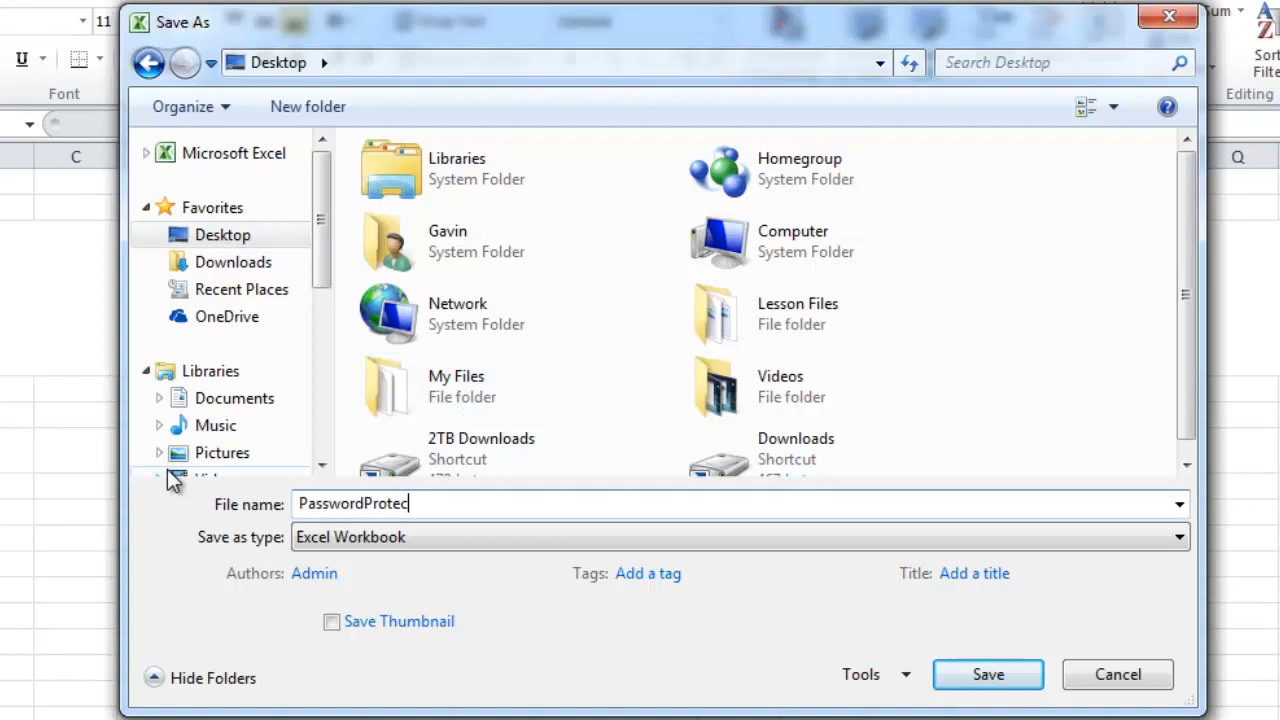 11
Save As
Sum
Desktop
Search Desktop
U
Sort
Filte
Font
Editing
Organize
New folder
Microsoft Excel
C
Q
Favorites
Desktop
Downloads
Recent Places
OneDrive
Libraries
Documents
Music
Pictures
Libraries
System Folder
Homegroup
System Folder
Gavin
System Folder
Computer
System Folder
Network
System Folder
Lesson Files
File folder
My Files
File folder
Videos
File folder
2TB Downloads
Shortcut
Downloads
Shortcut
File name: PasswordProtec
Save as type: Excel Workbook
Authors: Admin
Tags: Add a tag
Title: Add a title
Save Thumbnail
Hide Folders
Tools
Save
Cancel